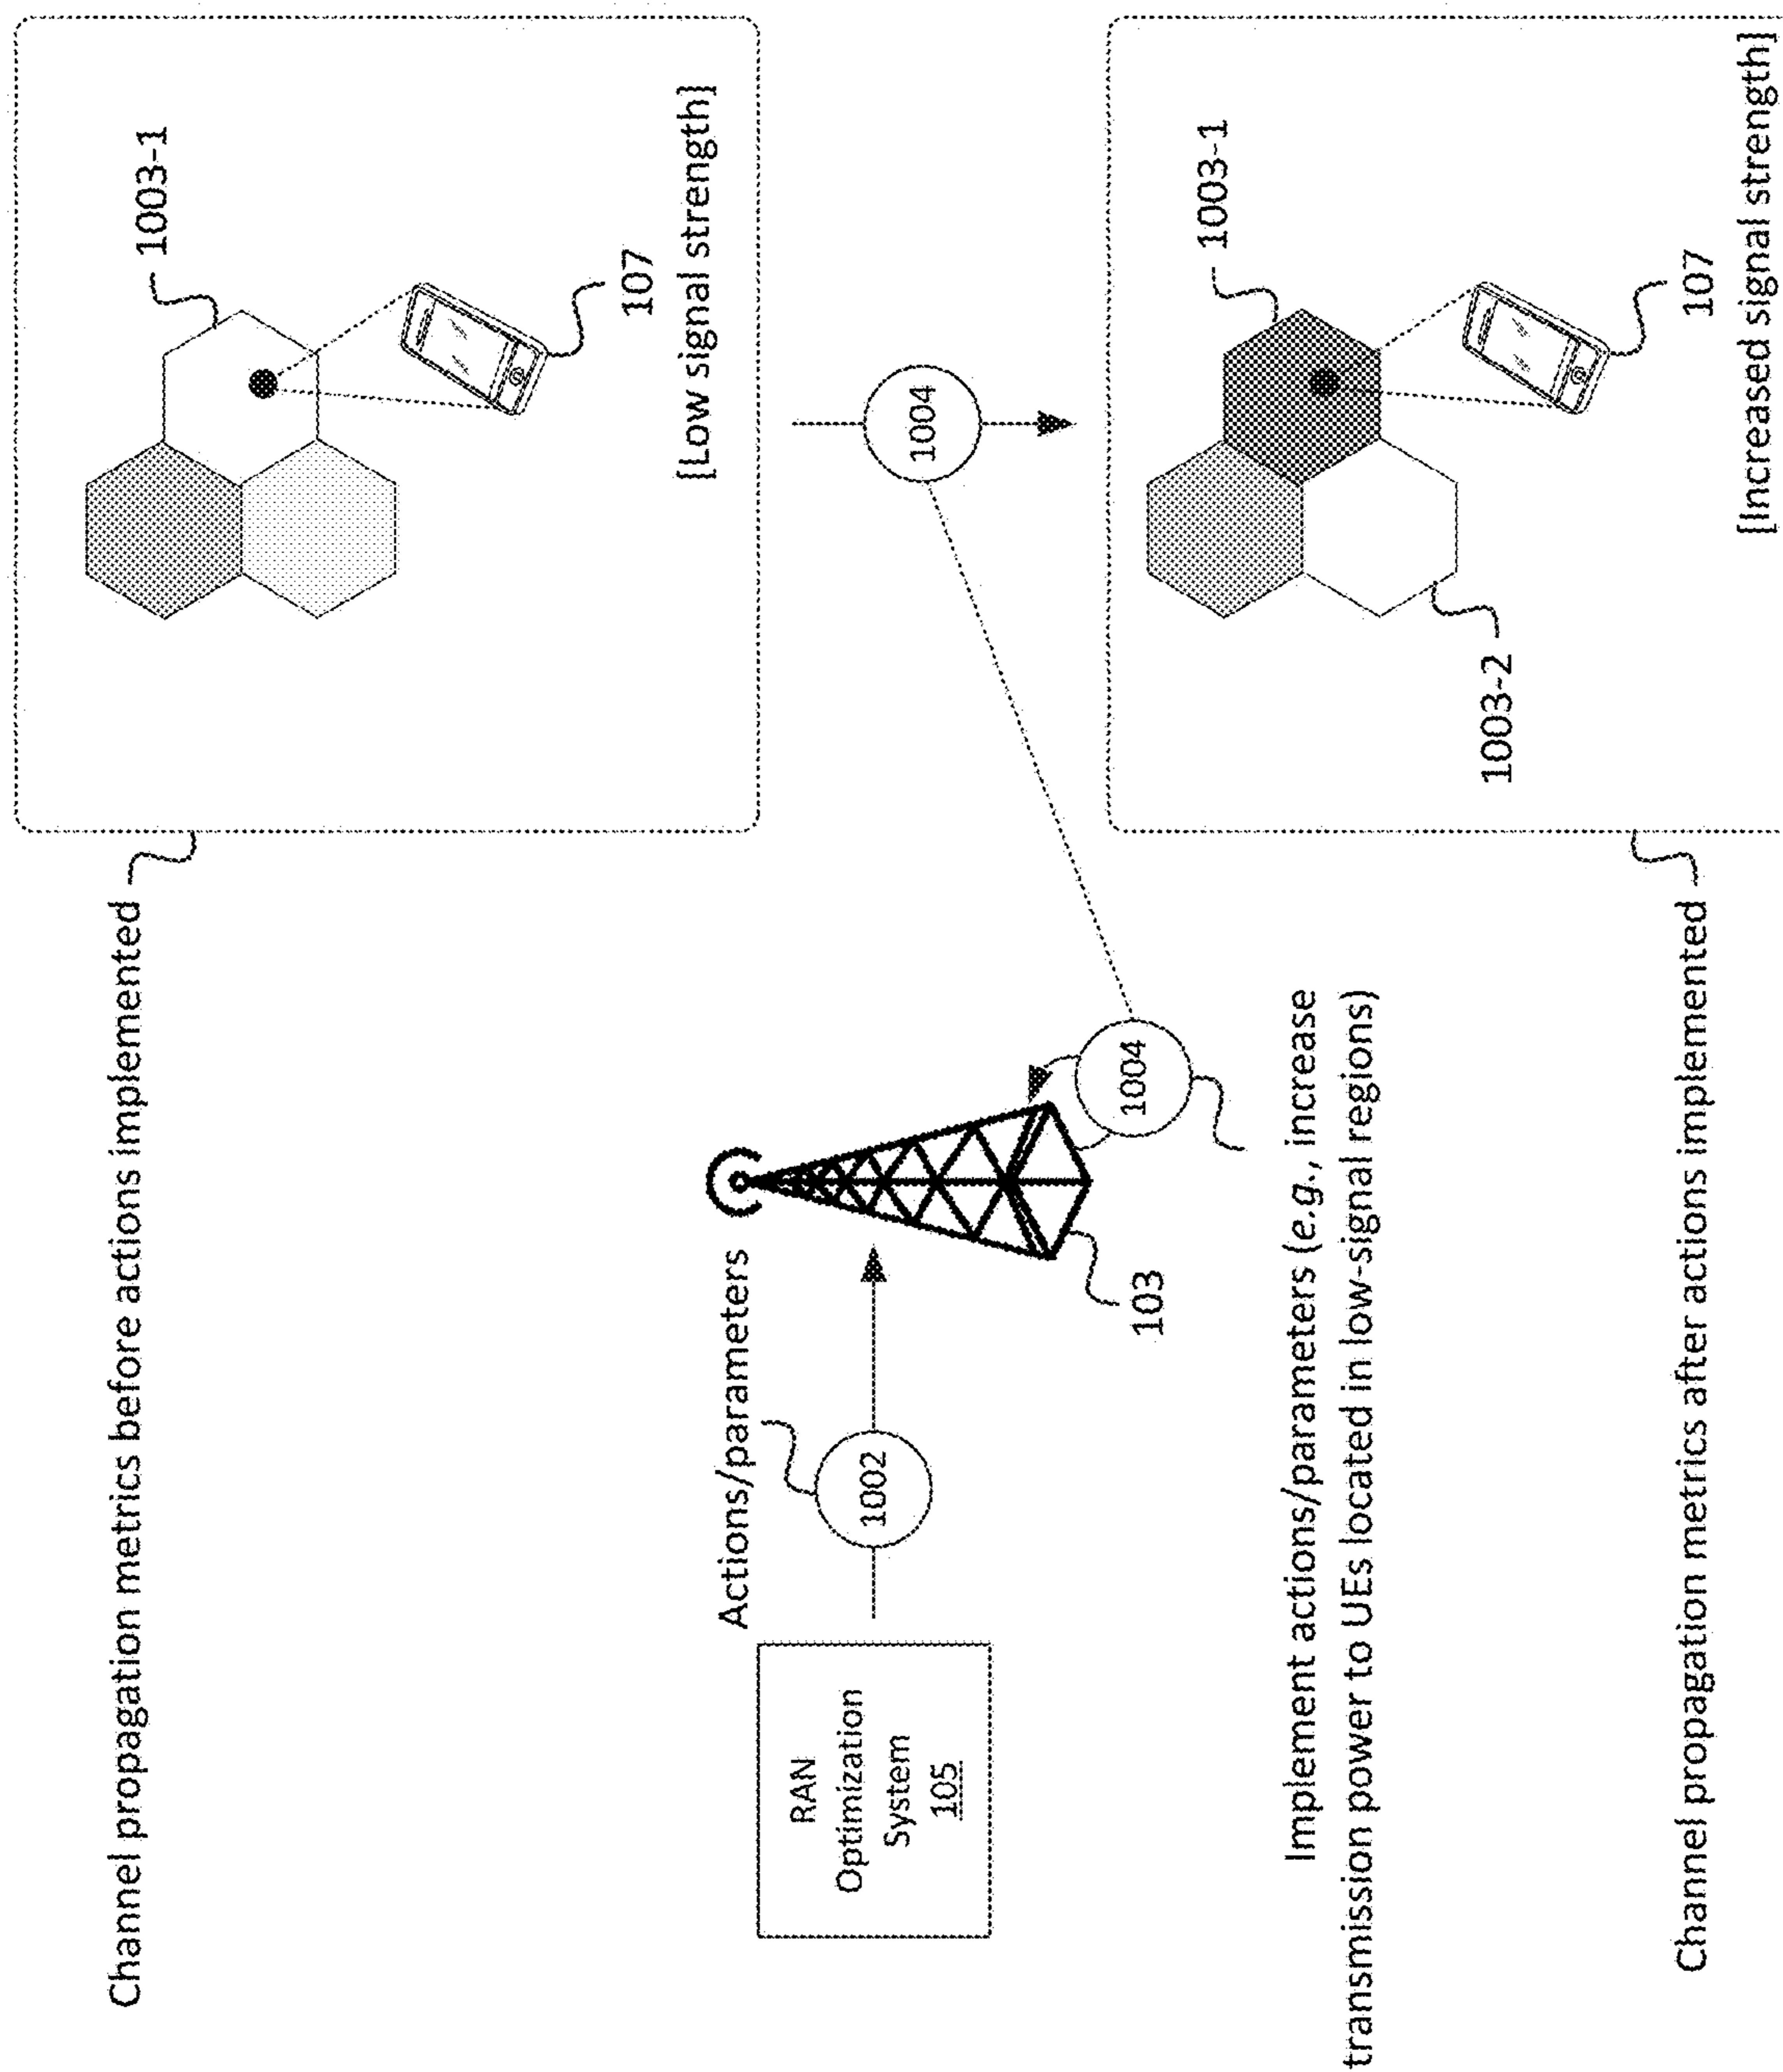 Channel propagation metrics before actions implemented
1003-1
107
[Low signal strength]
Actions/parameters
RAN
Optimization
System
105
1002
103
1004
1004
Implement actions/parameters (e.g., increase
transmission power to UEs located in low-signal regions)
Channel propagation metrics after actions implemented
1003-1
1003-2
107
[Increased signal strength]